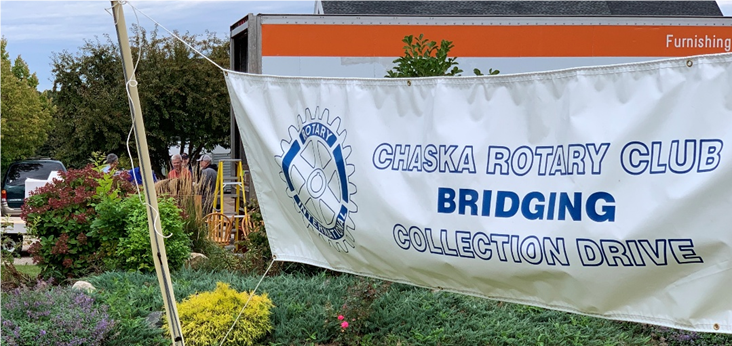 Furnishing
ROTARY
INTERNATIONAL
CHASKA ROTARY CLUB
BRIDGING
COLLECTION DRIVE